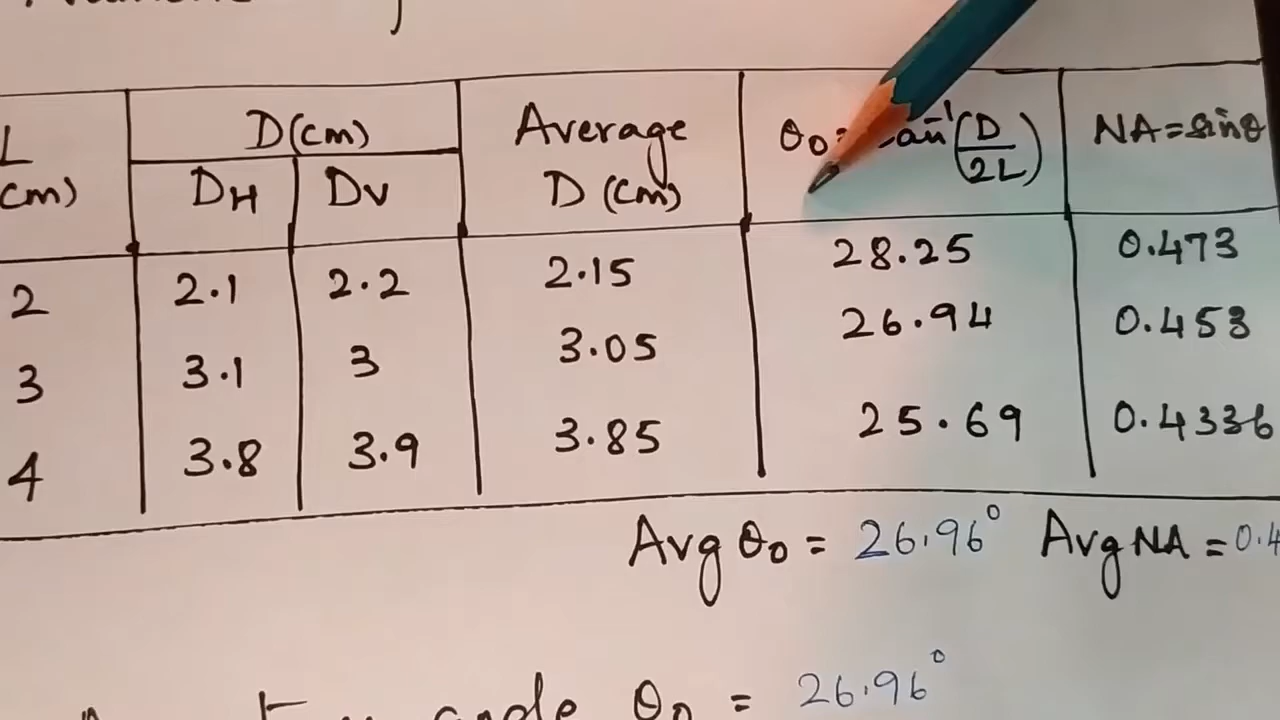 L
cm)
D(cm)
DH DV
Average
D (cm)
θ0 = tan⁻¹(D/2L)
NA=sinθ
2 2.1 2.2 2.15 28.25 0.473
3 3.1 3 3.05 26.94 0.453
4 3.8 3.9 3.85 25.69 0.4336
Avg θ0 = 26.96° Avg NA = 0.4
angle θ0 = 26.96°